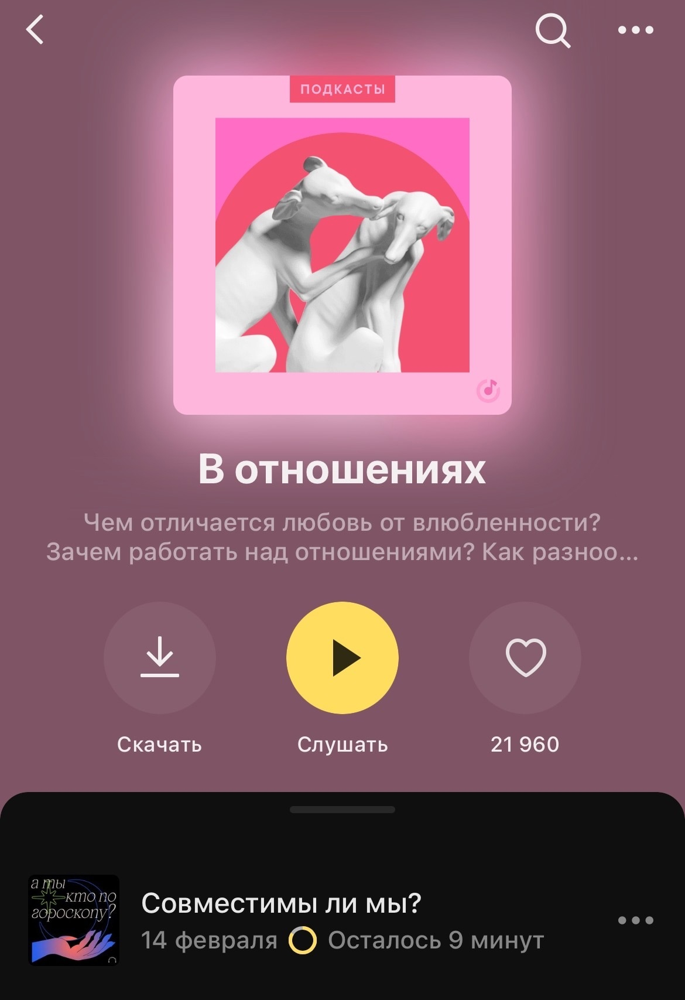 ПОДКАСТЫ
В отношениях
Чем отличается любовь от влюбленности?
Зачем работать над отношениями? Как разноо...
Скачать
Слушать
21 960
а ты
кто по
гороскопу?
Совместимы ли мы?
14 февраля Осталось 9 минут